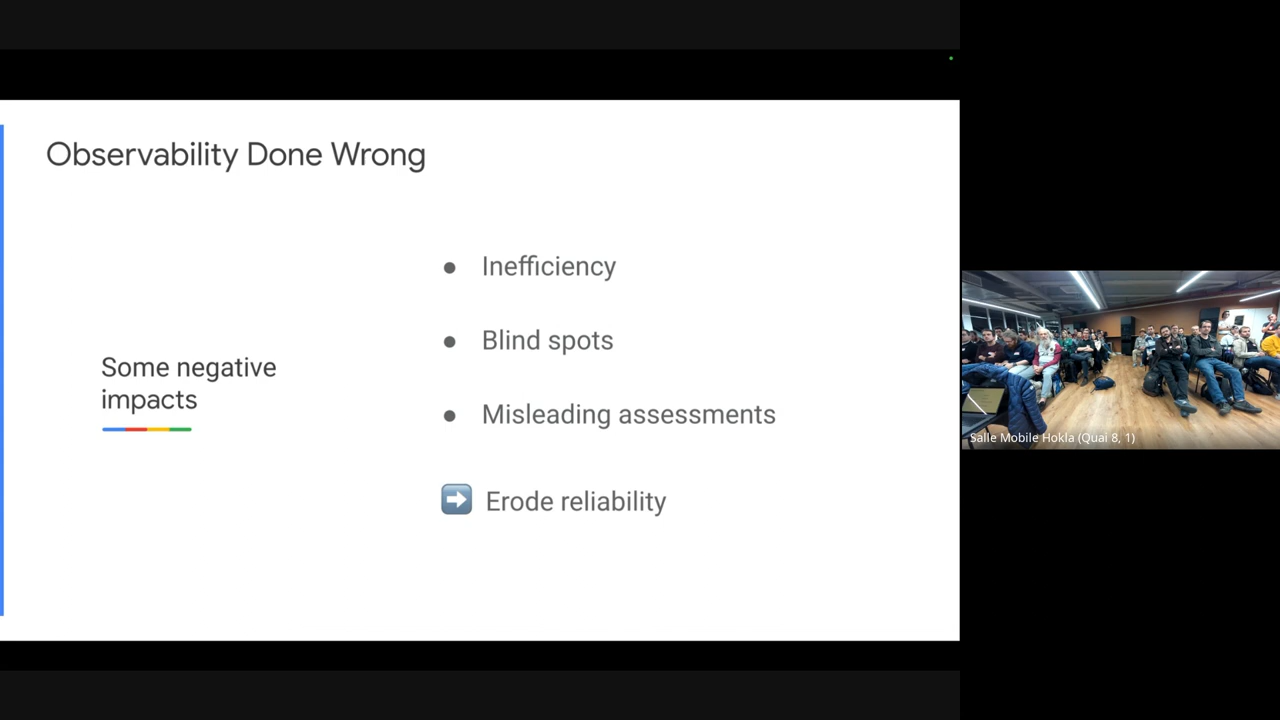 Observability Done Wrong
Some negative
impacts
● Inefficiency
● Blind spots
● Misleading assessments
➡️ Erode reliability
Salle Mobile Hokla (Quai 8, 1)